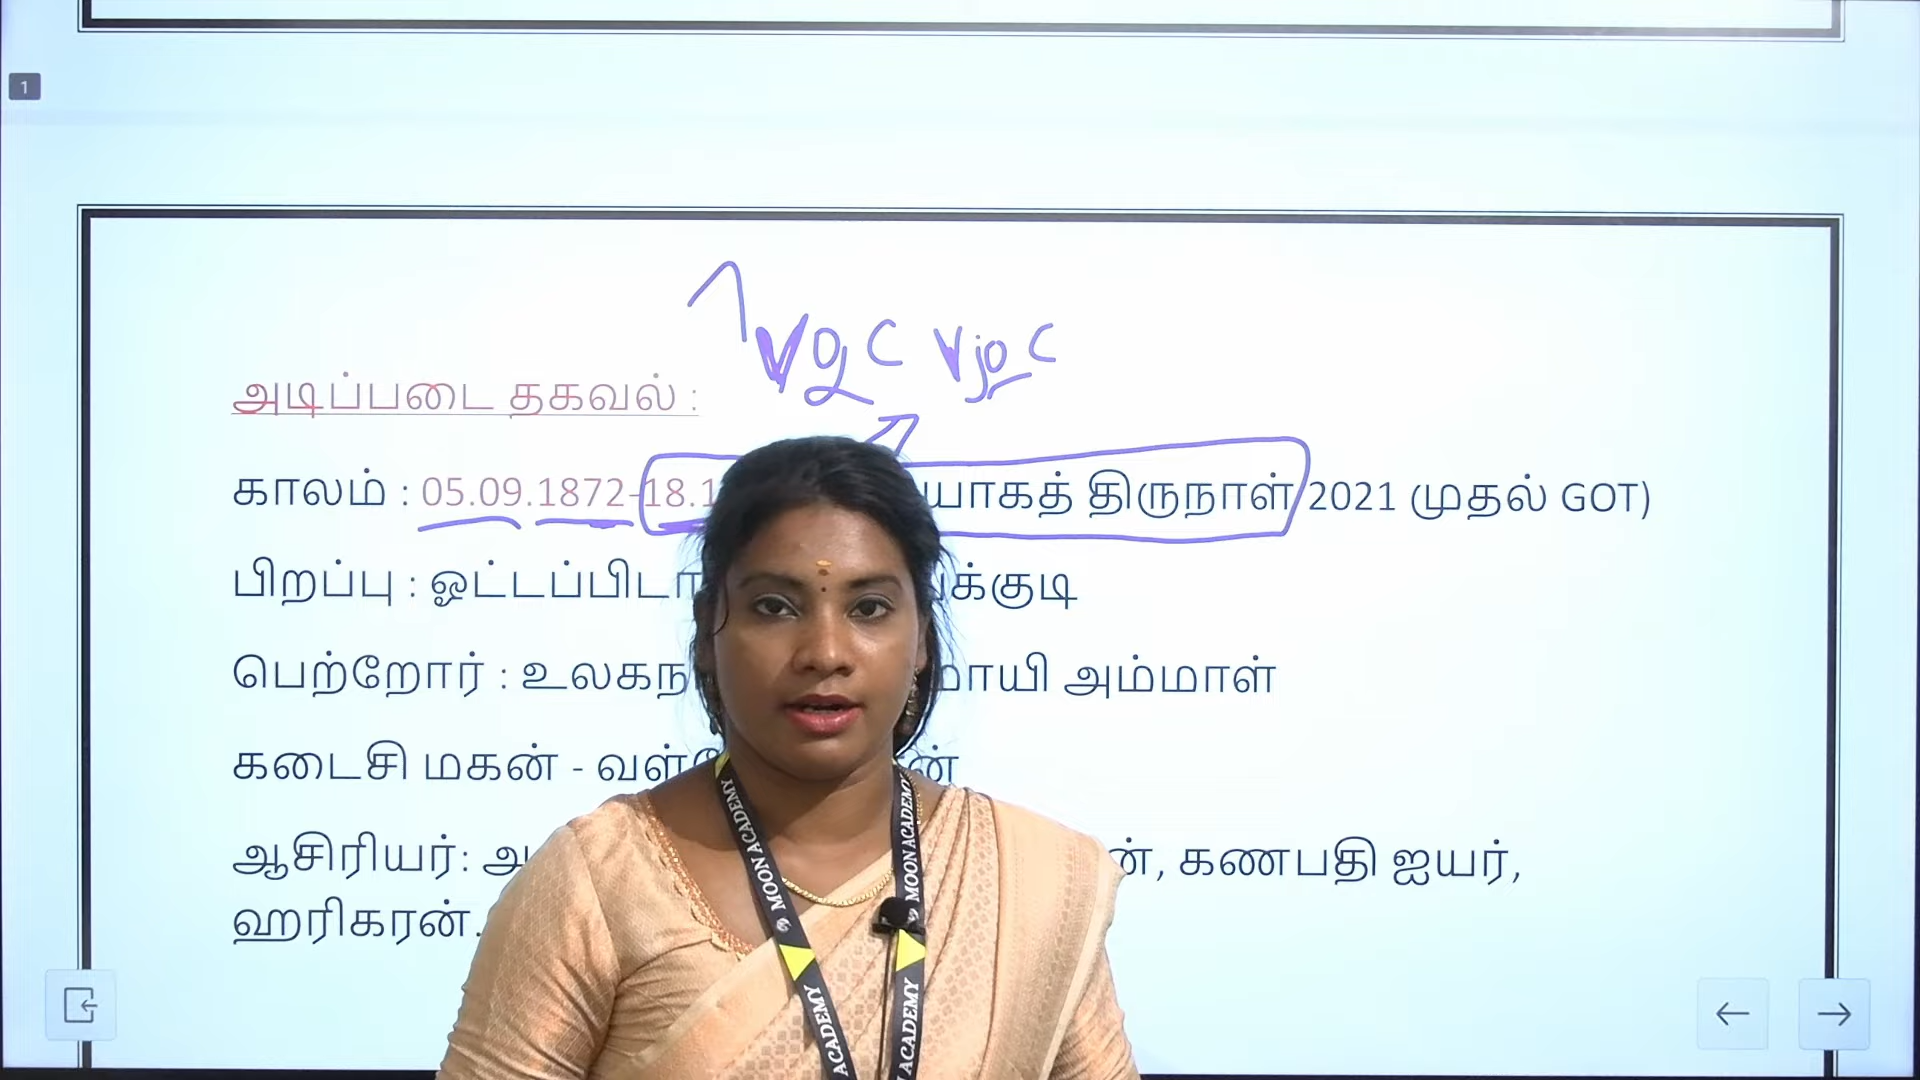 1
VOC VOC
அடிப்படை தகவல் :
காலம் : 05.09.1872-18.1 யாகத் திருநாள் 2021 முதல் GOT)
பிறப்பு : ஓட்டப்பிடா க்குடி
பெற்றோர் : உலகந மாயி அம்மாள்
கடைசி மகன் - வள் ன்
ஆசிரியர்: அ ன், கணபதி ஐயர்,
ஹரிகரன்.
MOON ACADEMY
MOON ACADEMY
ACADEMY
ACADEMY